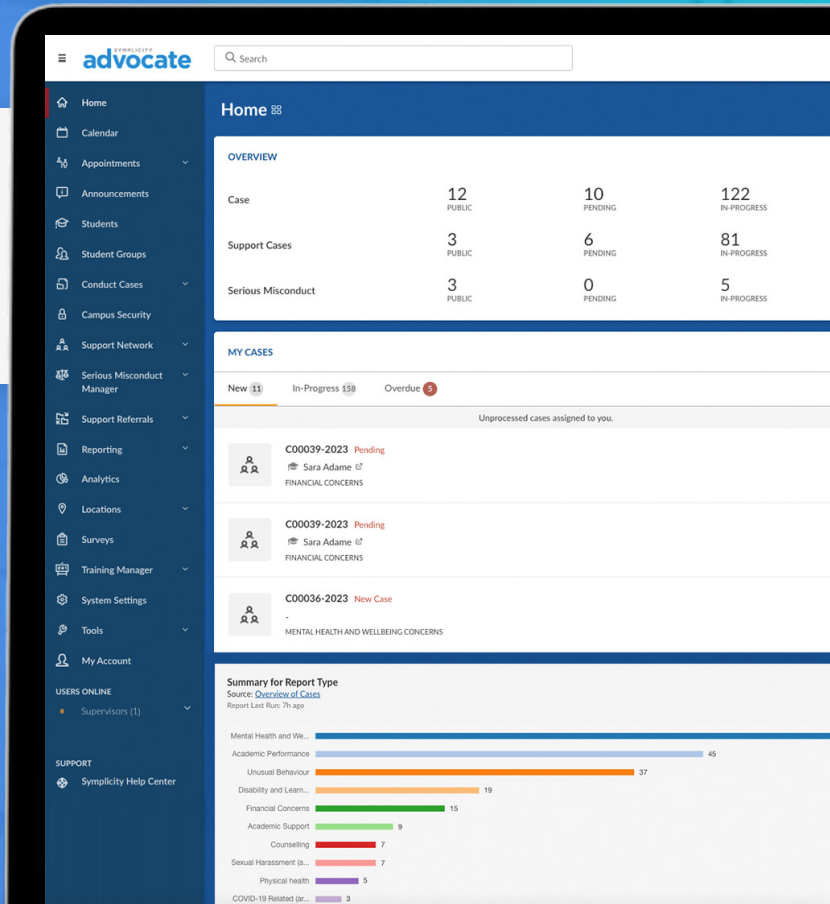 SYMPLICITY
advocate
Search
Home
Calendar
Appointments
Announcements
Students
Student Groups
Conduct Cases
Campus Security
Support Network
Serious Misconduct
Manager
Support Referrals
Reporting
Analytics
Locations
Surveys
Training Manager
System Settings
Tools
My Account
USERS ONLINE
Supervisors (1)
SUPPORT
Symplicity Help Center
Home
OVERVIEW
Case 12 10 122
PUBLIC PENDING IN-PROGRESS
Support Cases 3 6 81
PUBLIC PENDING IN-PROGRESS
Serious Misconduct 3 0 5
PUBLIC PENDING IN-PROGRESS
MY CASES
New 11 In-Progress 158 Overdue 5
Unprocessed cases assigned to you.
C00039-2023 Pending
Sara Adame
FINANCIAL CONCERNS
C00039-2023 Pending
Sara Adame
FINANCIAL CONCERNS
C00036-2023 New Case
-
MENTAL HEALTH AND WELLBEING CONCERNS
Summary for Report Type
Source: Overview of Cases
Report Last Run: 7h ago
Mental Health and We...
Academic Performance 45
Unusual Behaviour 37
Disability and Learn... 19
Financial Concerns 15
Academic Support 9
Counselling 7
Sexual Harassment (a... 7
Physical health 5
COVID-19 Related (ar... 3